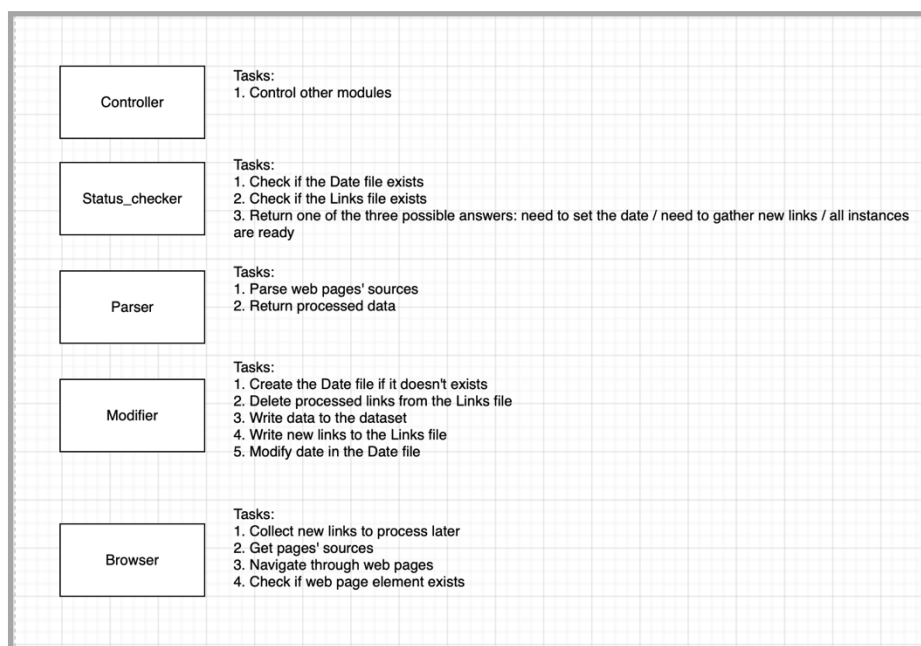 Controller
Tasks:
1. Control other modules
Status_checker
Tasks:
1. Check if the Date file exists
2. Check if the Links file exists
3. Return one of the three possible answers: need to set the date / need to gather new links / all instances
are ready
Parser
Tasks:
1. Parse web pages' sources
2. Return processed data
Modifier
Tasks:
1. Create the Date file if it doesn't exists
2. Delete processed links from the Links file
3. Write data to the dataset
4. Write new links to the Links file
5. Modify date in the Date file
Browser
Tasks:
1. Collect new links to process later
2. Get pages' sources
3. Navigate through web pages
4. Check if web page element exists